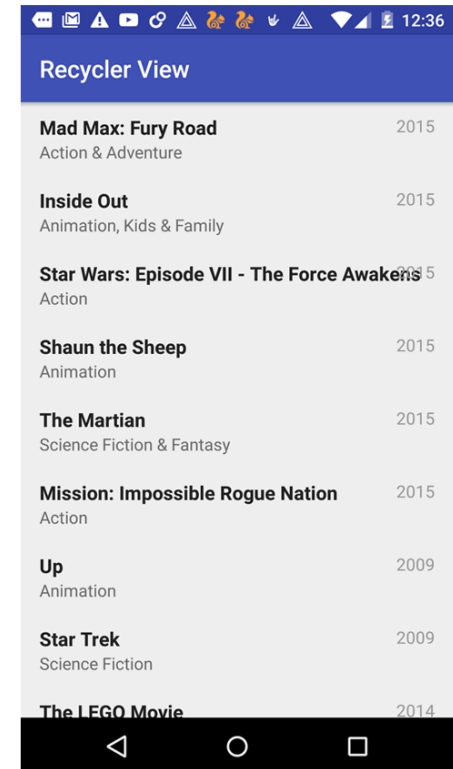 12:36
Recycler View
Mad Max: Fury Road 2015
Action & Adventure
Inside Out 2015
Animation, Kids & Family
Star Wars: Episode VII - The Force Awakens 2015
Action
Shaun the Sheep 2015
Animation
The Martian 2015
Science Fiction & Fantasy
Mission: Impossible Rogue Nation 2015
Action
Up 2009
Animation
Star Trek 2009
Science Fiction
The LEGO Movie 2014